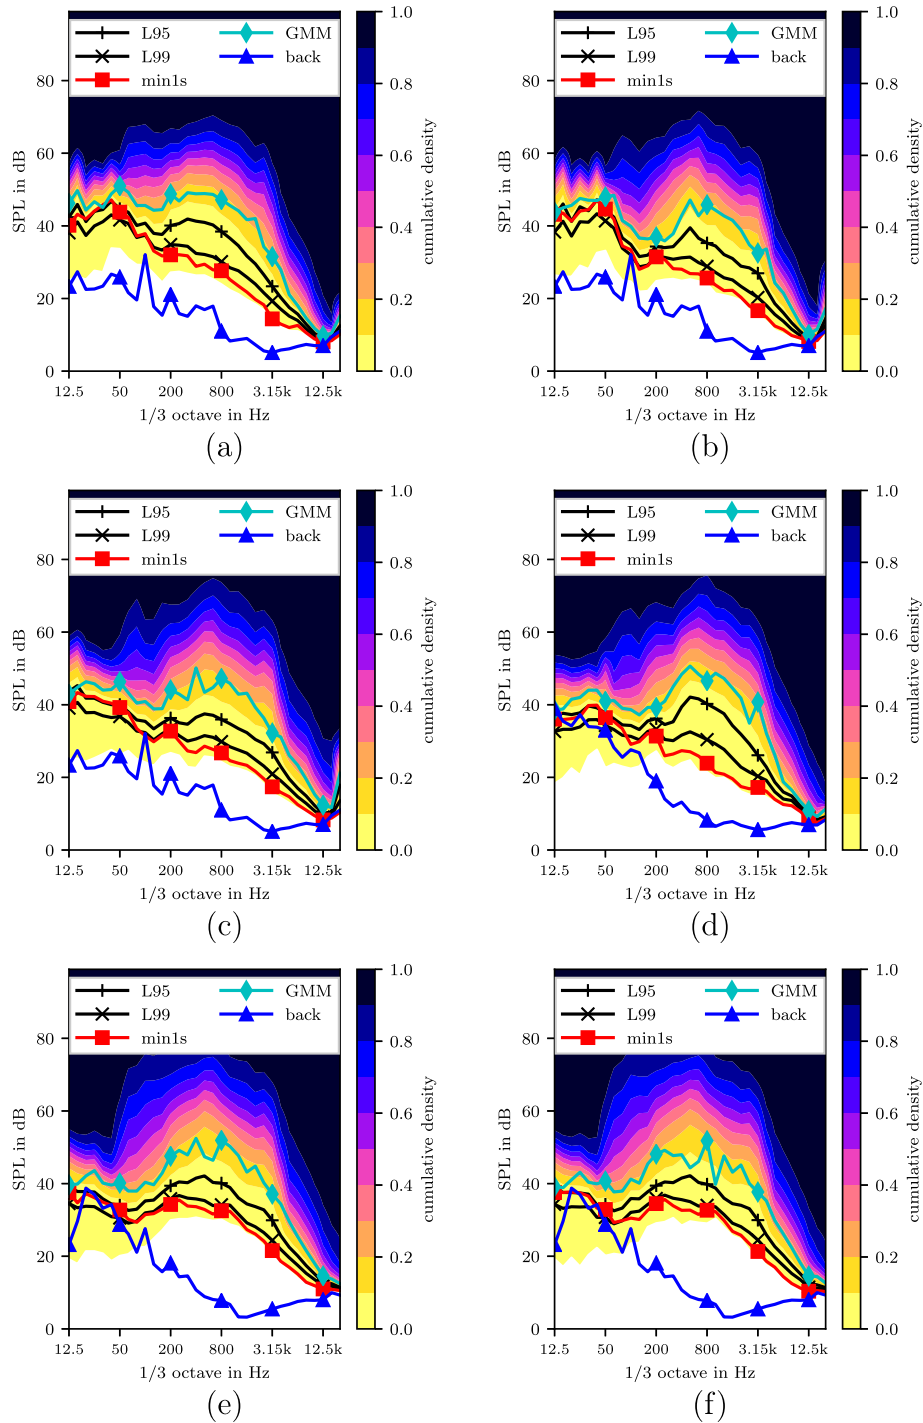 L95 GMM
L99 back
min1s
80
60
40
20
0
SPL in dB
12.5 50 200 800 3.15k 12.5k
1/3 octave in Hz
1.0
0.8
0.6
0.4
0.2
0.0
cumulative density
(a)
L95 GMM
L99 back
min1s
80
60
40
20
0
SPL in dB
12.5 50 200 800 3.15k 12.5k
1/3 octave in Hz
1.0
0.8
0.6
0.4
0.2
0.0
cumulative density
(b)
L95 GMM
L99 back
min1s
80
60
40
20
0
SPL in dB
12.5 50 200 800 3.15k 12.5k
1/3 octave in Hz
1.0
0.8
0.6
0.4
0.2
0.0
cumulative density
(c)
L95 GMM
L99 back
min1s
80
60
40
20
0
SPL in dB
12.5 50 200 800 3.15k 12.5k
1/3 octave in Hz
1.0
0.8
0.6
0.4
0.2
0.0
cumulative density
(d)
L95 GMM
L99 back
min1s
80
60
40
20
0
SPL in dB
12.5 50 200 800 3.15k 12.5k
1/3 octave in Hz
1.0
0.8
0.6
0.4
0.2
0.0
cumulative density
(e)
L95 GMM
L99 back
min1s
80
60
40
20
0
SPL in dB
12.5 50 200 800 3.15k 12.5k
1/3 octave in Hz
1.0
0.8
0.6
0.4
0.2
0.0
cumulative density
(f)